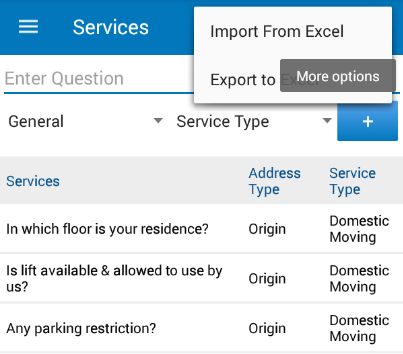 Services
Import From Excel
Export to
More options
Enter Question
General
Service Type
+
Services
Address
Type
Service
Type
In which floor is your residence?
Origin
Domestic
Moving
Is lift available & allowed to use by
us?
Origin
Domestic
Moving
Any parking restriction?
Origin
Domestic
Moving